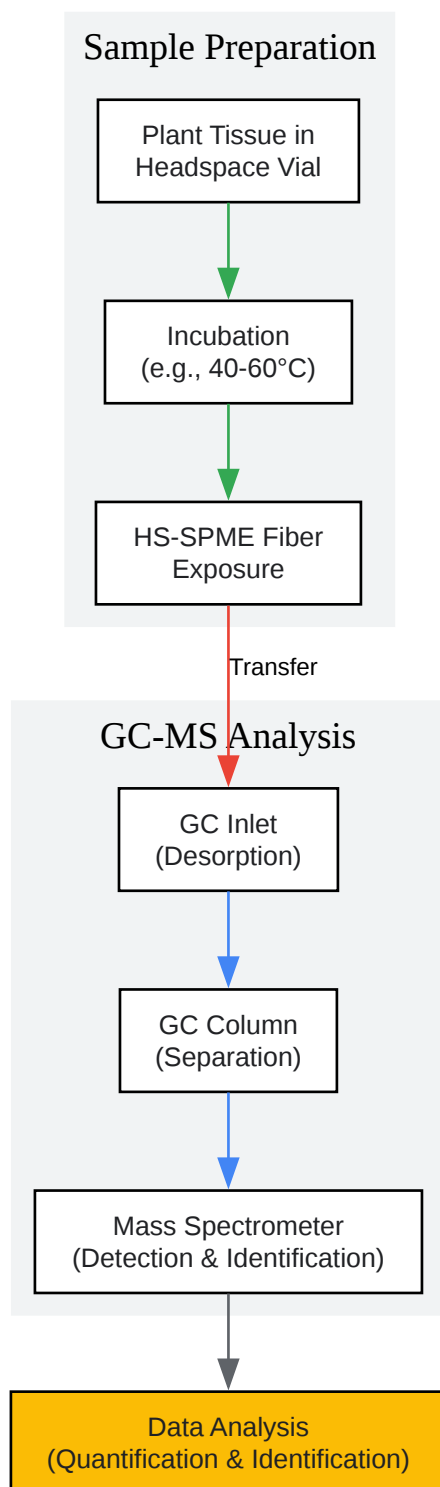 Sample Preparation
Plant Tissue in
Headspace Vial
Incubation
(e.g., 40-60°C)
HS-SPME Fiber
Exposure
Transfer
GC-MS Analysis
GC Inlet
(Desorption)
GC Column
(Separation)
Mass Spectrometer
(Detection & Identification)
Data Analysis
(Quantification & Identification)